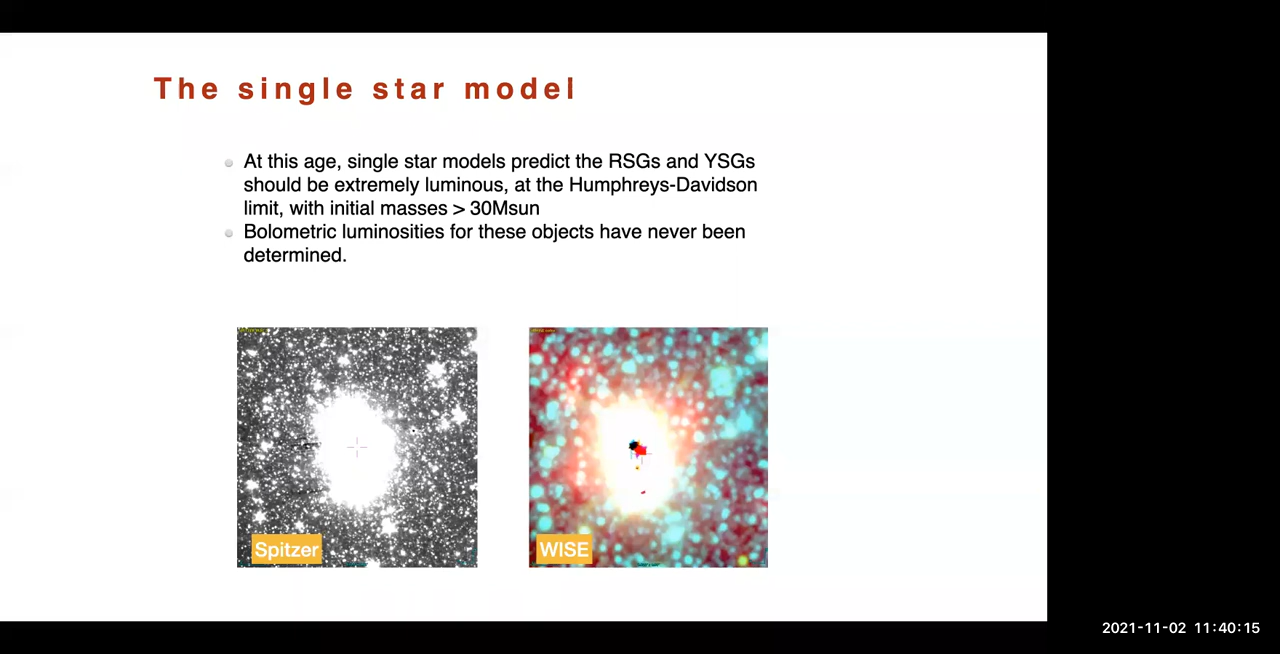 The single star model
At this age, single star models predict the RSGs and YSGs
should be extremely luminous, at the Humphreys-Davidson
limit, with initial masses > 30Msun
Bolometric luminosities for these objects have never been
determined.
Spitzer
WISE
2021-11-02 11:40:15